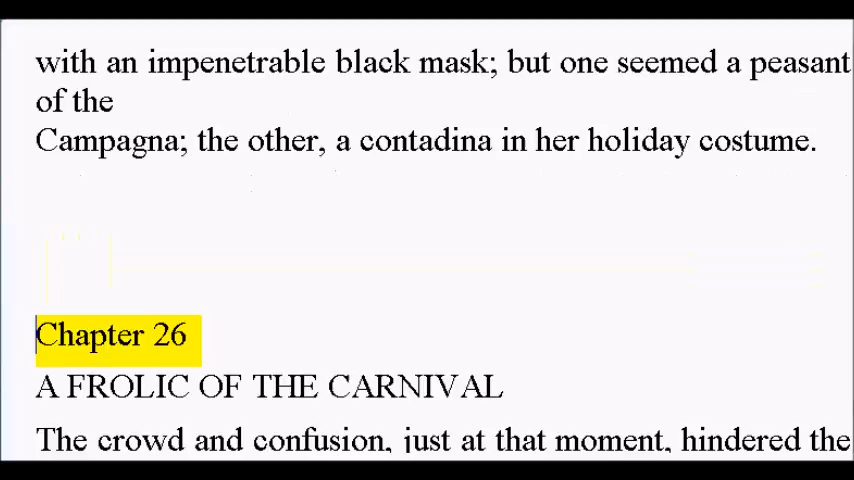 with an impenetrable black mask; but one seemed a peasant
of the
Campagna; the other, a contadina in her holiday costume.
Chapter 26
A FROLIC OF THE CARNIVAL
The crowd and confusion, just at that moment, hindered the